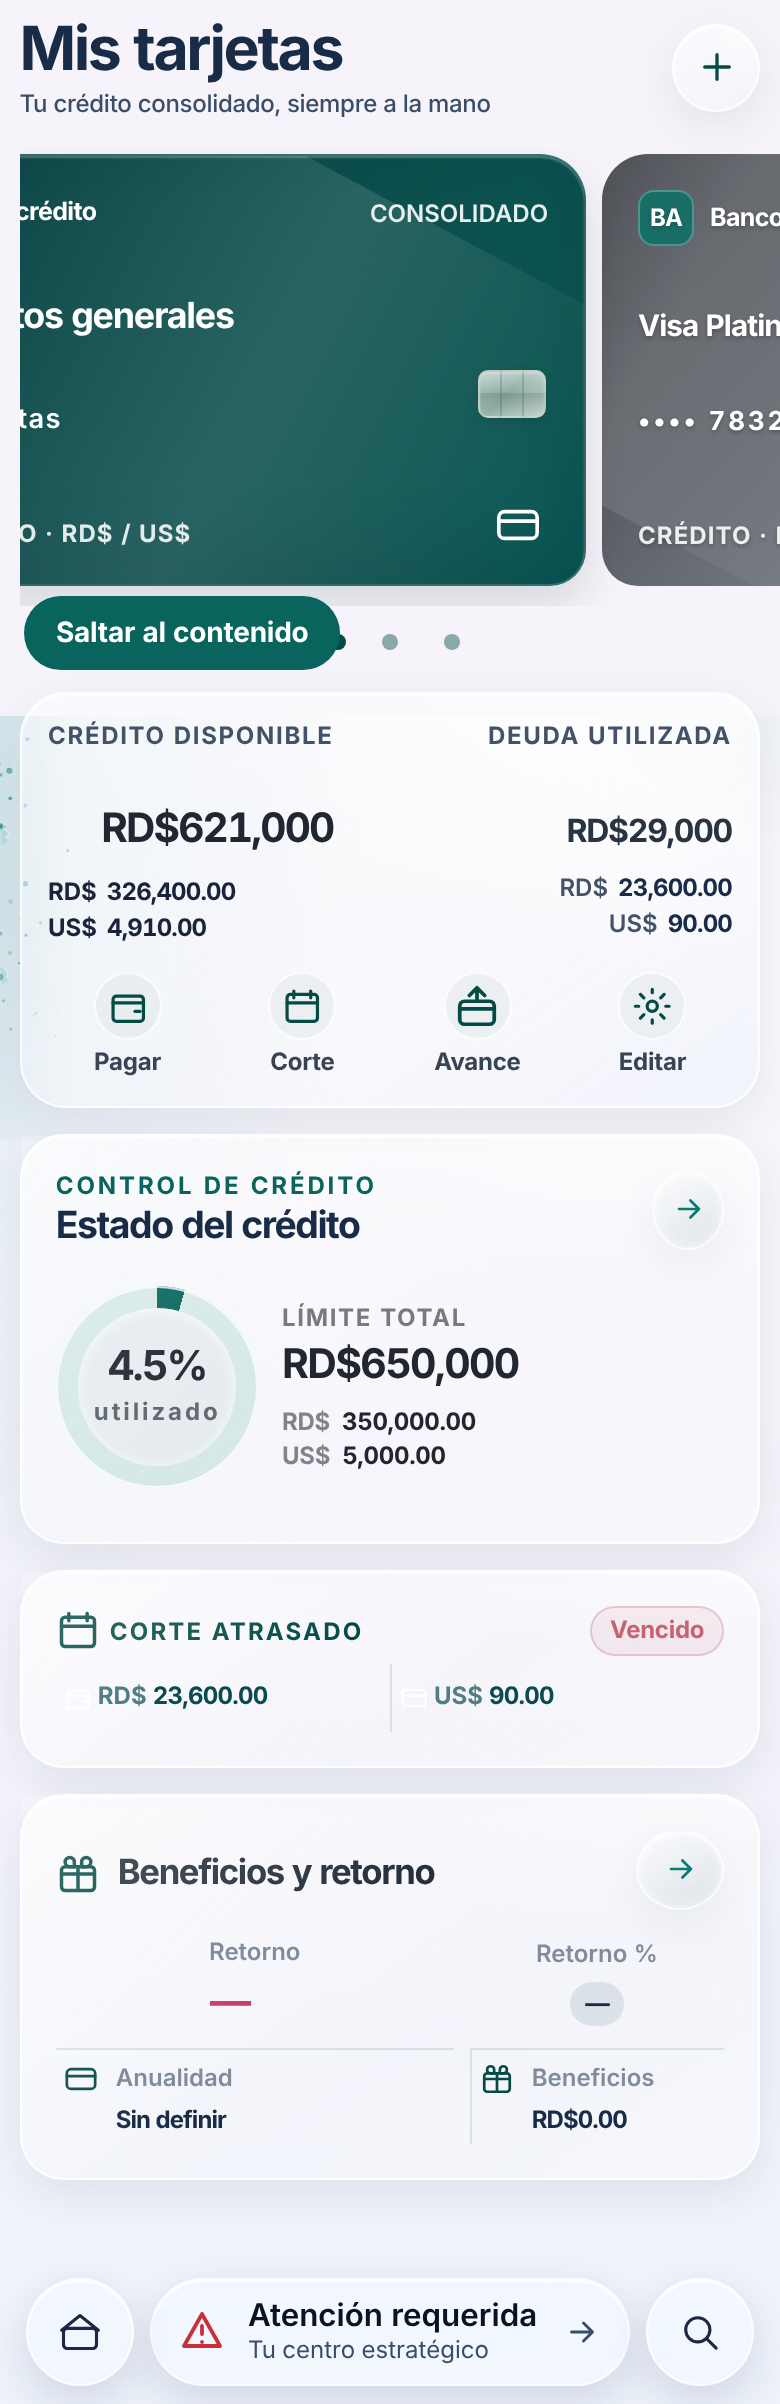 Mis tarjetas
Tu crédito consolidado, siempre a la mano
crédito
CONSOLIDADO
tos generales
tas
O · RD$ / US$
BA Banco
Visa Platin
•••• 7832
CRÉDITO ·
Saltar al contenido
CRÉDITO DISPONIBLE
DEUDA UTILIZADA
RD$621,000
RD$29,000
RD$ 326,400.00
RD$ 23,600.00
US$ 4,910.00
US$ 90.00
Pagar
Corte
Avance
Editar
CONTROL DE CRÉDITO
Estado del crédito
4.5%
utilizado
LÍMITE TOTAL
RD$650,000
RD$ 350,000.00
US$ 5,000.00
CORTE ATRASADO
Vencido
RD$ 23,600.00
US$ 90.00
Beneficios y retorno
Retorno
—
Retorno %
—
Anualidad
Sin definir
Beneficios
RD$0.00
Atención requerida
Tu centro estratégico